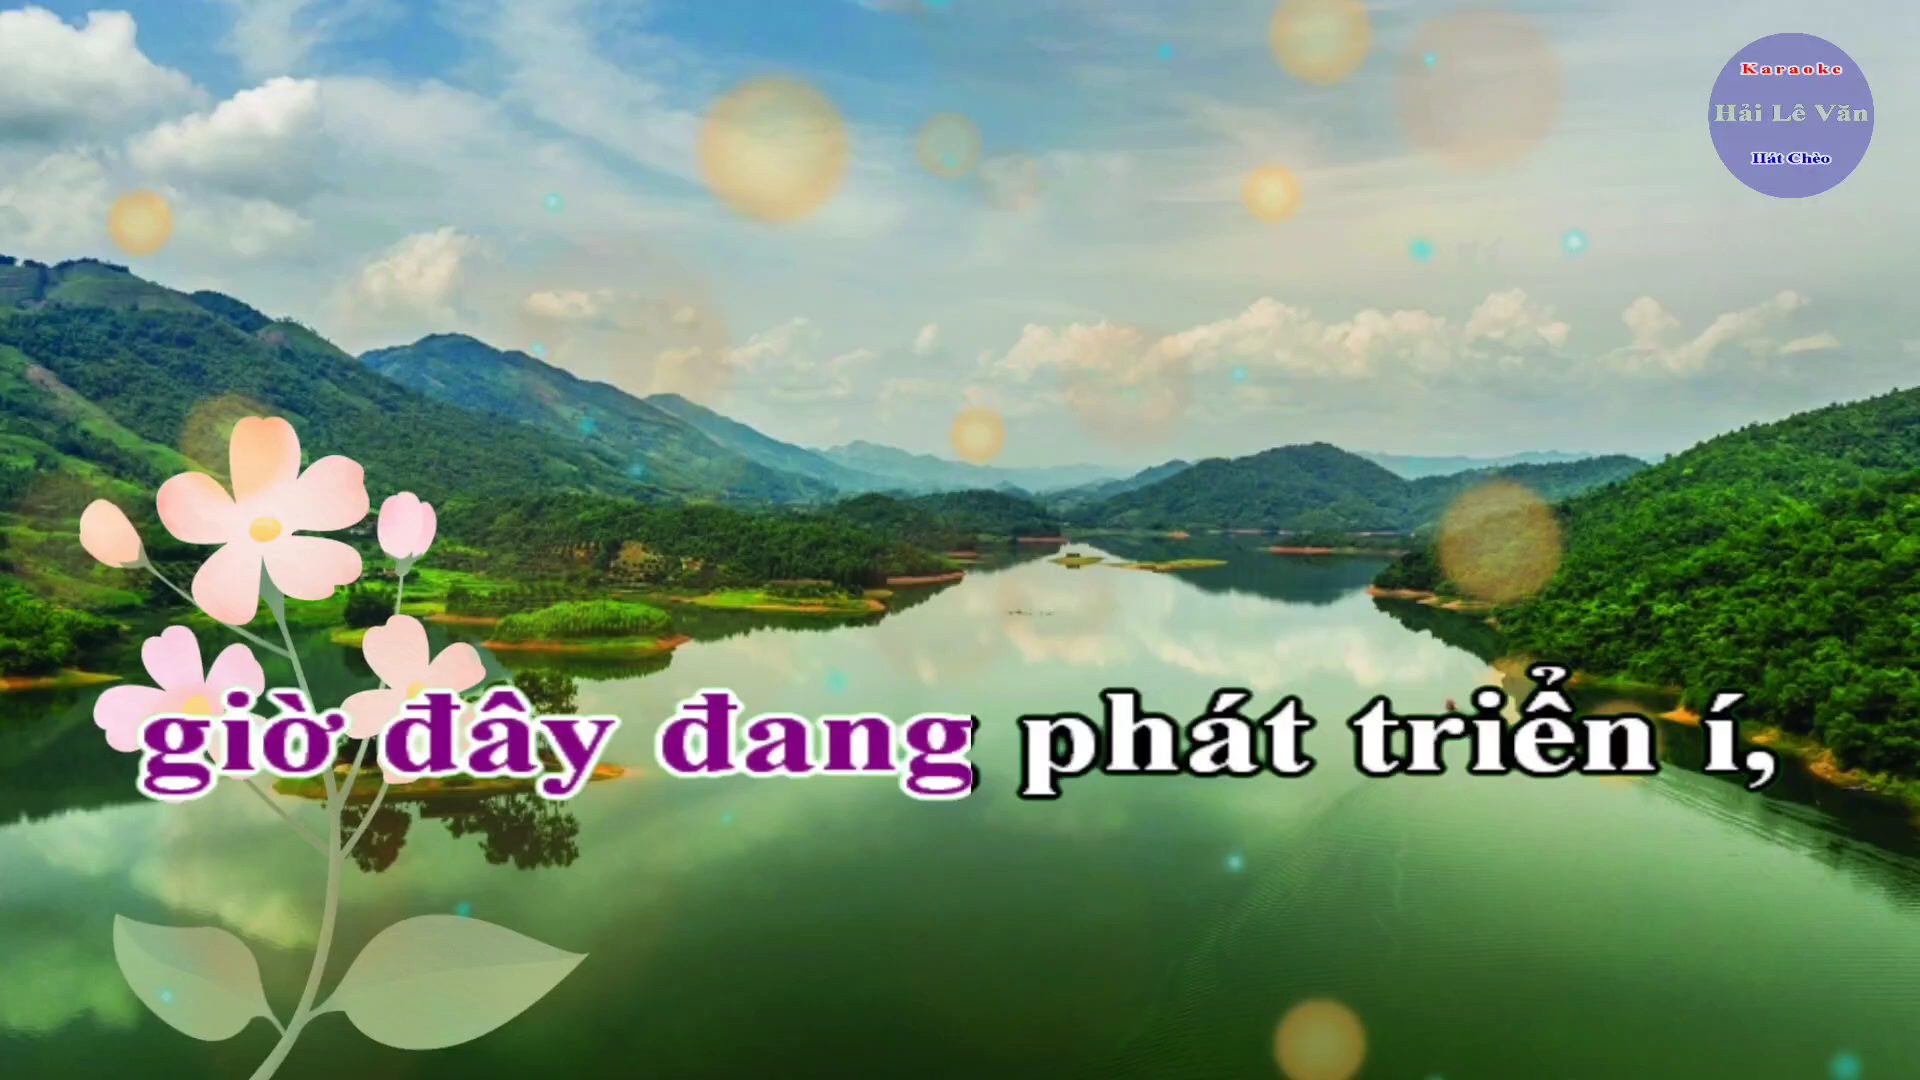 Karaoke
Hải Lê Văn
Hát Chèo
giờ đây đang phát triển í,